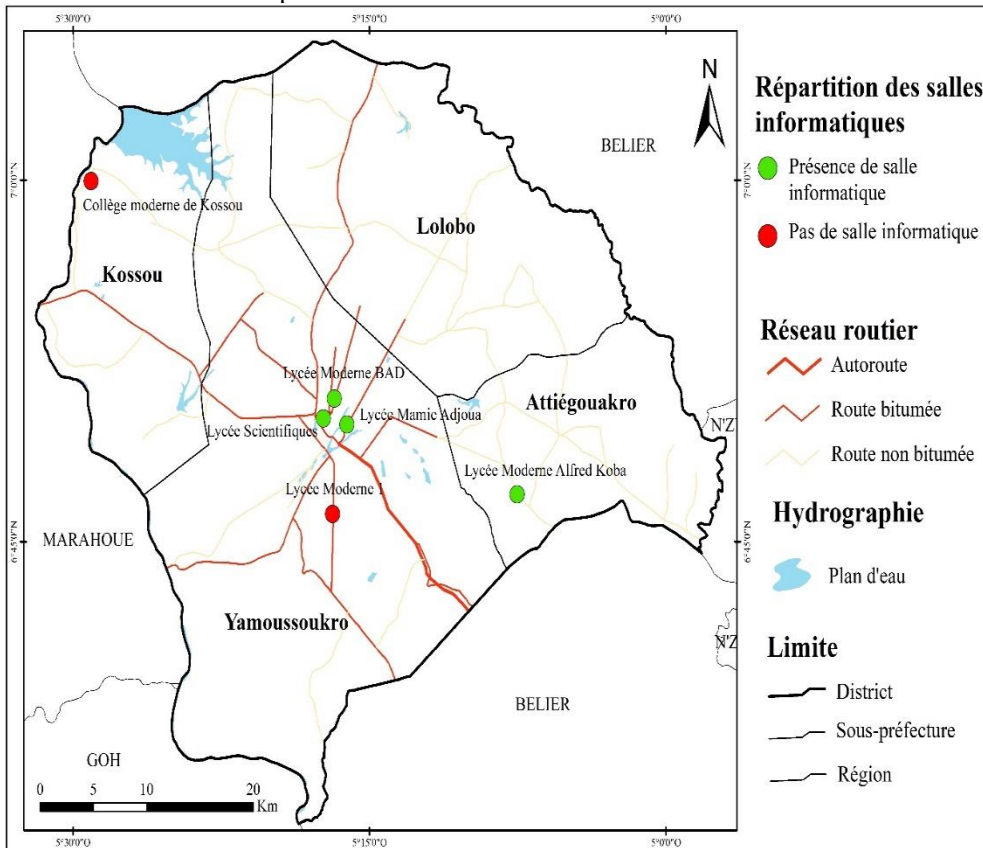 5°30'0"O
5°15'0"O
5°0'0"O
N
Répartition des salles
informatiques
Présence de salle
informatique
Pas de salle informatique
BELIER
7°0'0"N
7°0'0"N
Collège moderne de Kossou
Lolobo
Kossou
Réseau routier
Autoroute
Route bitumée
Route non bitumée
Lycée Moderne BAD
Attiégouakro
Lycée Mamie Adjoua
Lycée Scientifiques
N'Z
Lycée Moderne Alfred Koba
Lycée Moderne 1
Hydrographie
Plan d'eau
MARAHOUE
6°45'0"N
6°45'0"N
Yamoussoukro
N'Z
Limite
District
Sous-préfecture
Région
BELIER
GOH
0 5 10 20
Km
5°30'0"O
5°15'0"O
5°0'0"O